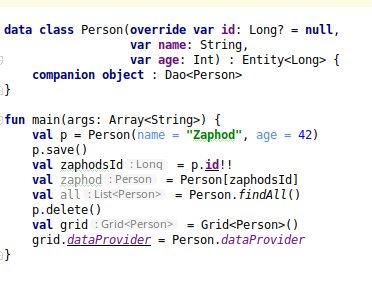 data class Person(override var id: Long? = null,
var name: String,
var age: Int) : Entity<Long> {
companion object : Dao<Person>
}
fun main(args: Array<String>) {
val p = Person(name = "Zaphod", age = 42)
p.save()
val zaphodsId : Long = p.id!!
val zaphod : Person = Person[zaphodsId]
val all : List<Person> = Person.findAll()
p.delete()
val grid : Grid<Person> = Grid<Person>()
grid.dataProvider = Person.dataProvider
}